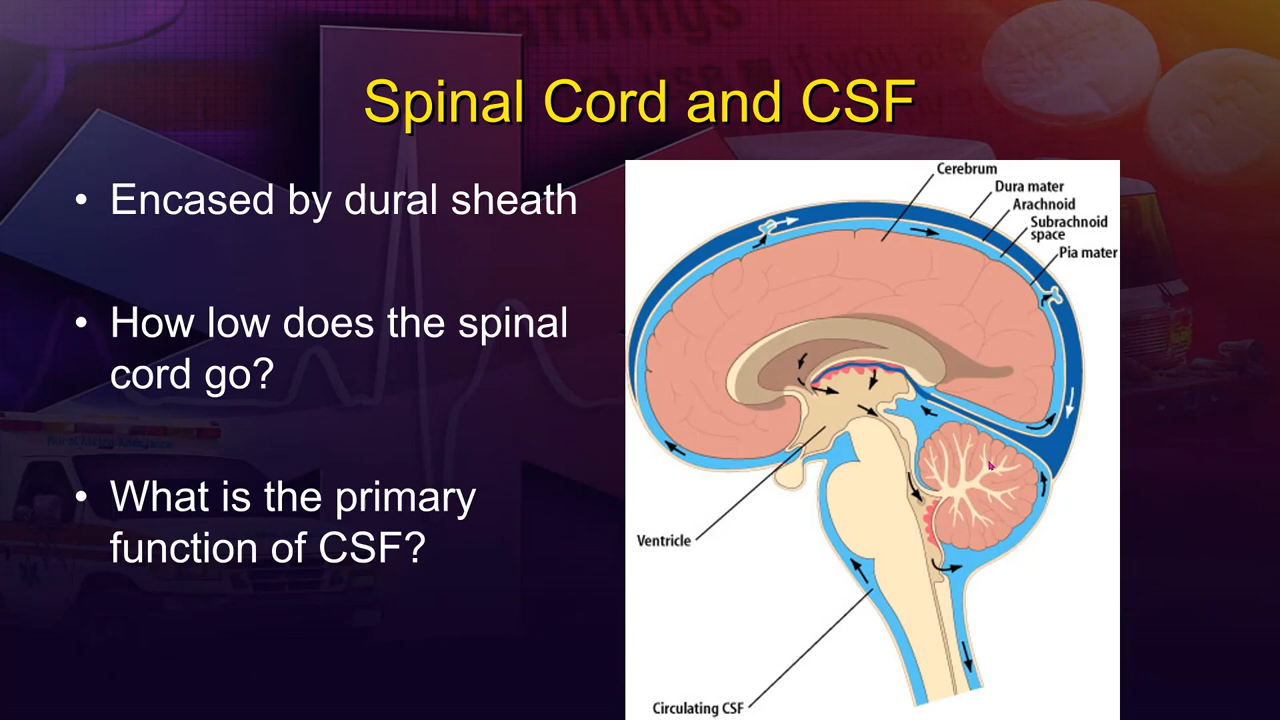 Spinal Cord and CSF
• Encased by dural sheath
• How low does the spinal
cord go?
• What is the primary
function of CSF?
Cerebrum
Dura mater
Arachnoid
Subrachnoid
space
Pia mater
Ventricle
Circulating CSF